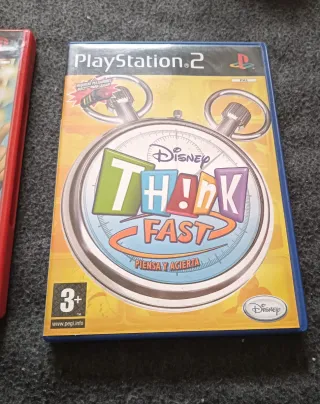 PlayStation 2
Disney
TH!NK
FAST
PIENSA Y ACIERTA
3+
www.pegi.info
Disney